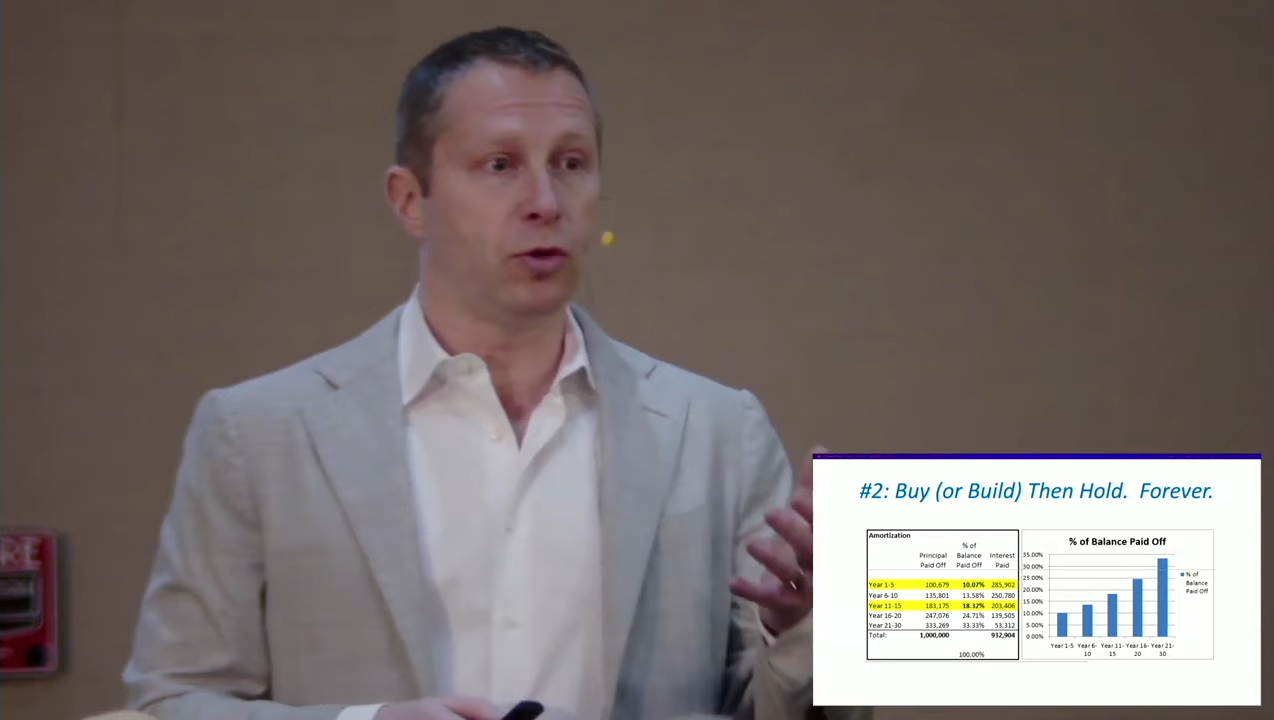 RE
#2: Buy (or Build) Then Hold. Forever.
Amortization
Principal Paid Off % of Balance Paid Off Interest Paid
Year 1-5 100,679 10.07% 285,902
Year 6-10 135,801 13.58% 250,780
Year 11-15 183,175 18.32% 203,406
Year 16-20 247,076 24.71% 139,505
Year 21-30 333,269 33.33% 53,312
Total: 1,000,000 932,904
100.00%
% of Balance Paid Off
35.00%
30.00%
25.00%
20.00%
15.00%
10.00%
5.00%
0.00%
Year 1-5 Year 6-10 Year 11-15 Year 16-20 Year 21-30
% of Balance Paid Off